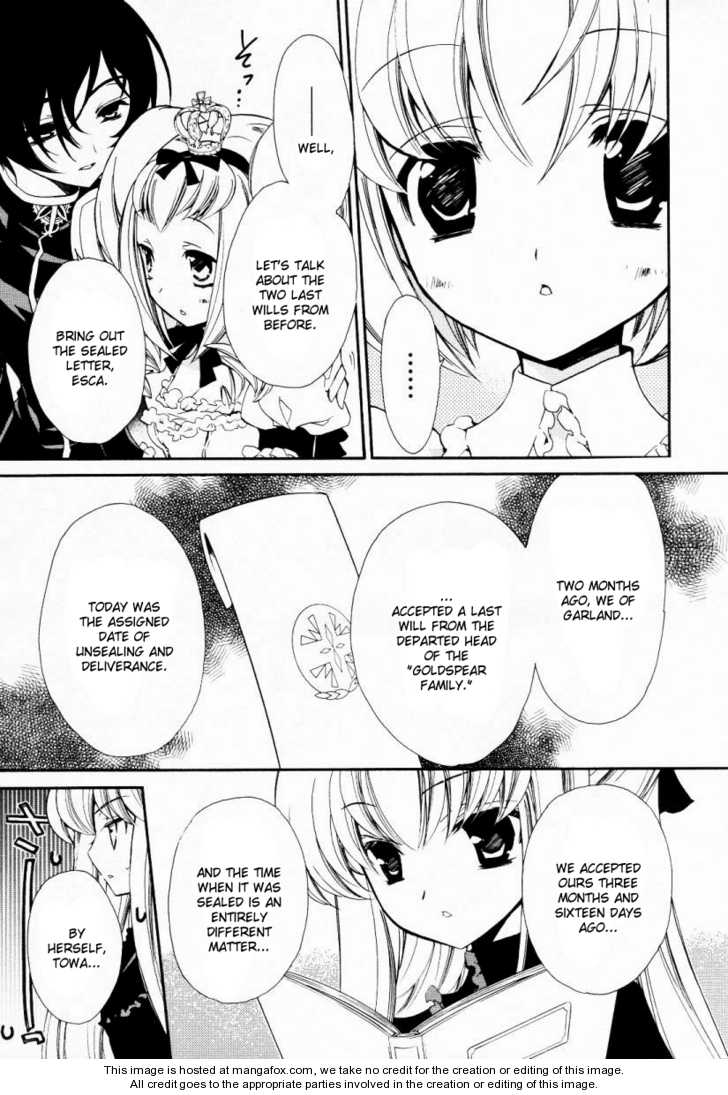 ......
—
WELL,
LET'S TALK
ABOUT THE
TWO LAST
WILLS FROM
BEFORE.
そっ…
BRING OUT
THE SEALED
LETTER,
ESCA.
TWO MONTHS
AGO, WE OF
GARLAND...
...
ACCEPTED A LAST
WILL FROM THE
DEPARTED HEAD
OF THE
"GOLDSPEAR
FAMILY."
TODAY WAS
THE ASSIGNED
DATE OF
UNSEALING AND
DELIVERANCE.
WE ACCEPTED
OURS THREE
MONTHS AND
SIXTEEN DAYS
AGO...
AND THE TIME
WHEN IT WAS
SEALED IS AN
ENTIRELY
DIFFERENT
MATTER...
BY
HERSELF,
TOWA...
This image is hosted at mangafox.com, we take no credit for the creation or editing of this image.
All credit goes to the appropriate parties involved in the creation or editing of this image.